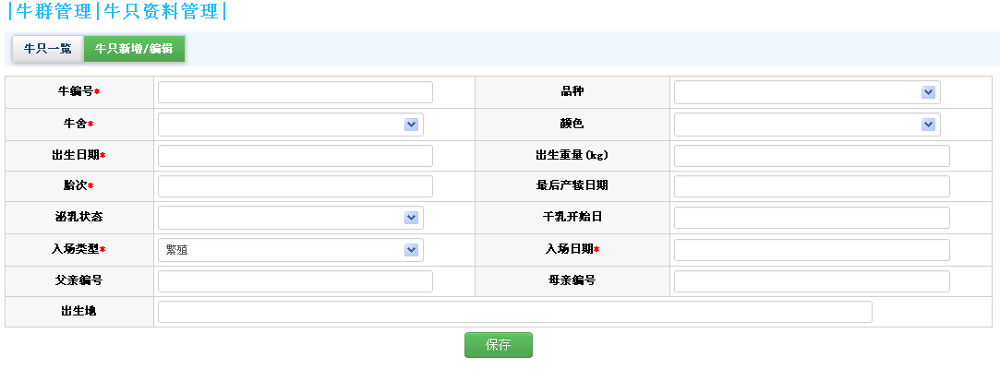 |牛群管理|牛只资料管理|
牛只一览 牛只新增/编辑
牛编号* 品种
牛舍* 颜色
出生日期* 出生重量(kg)
胎次* 最后产犊日期
泌乳状态 干乳开始日
入场类型* 繁殖 入场日期*
父亲编号 母亲编号
出生地
保存